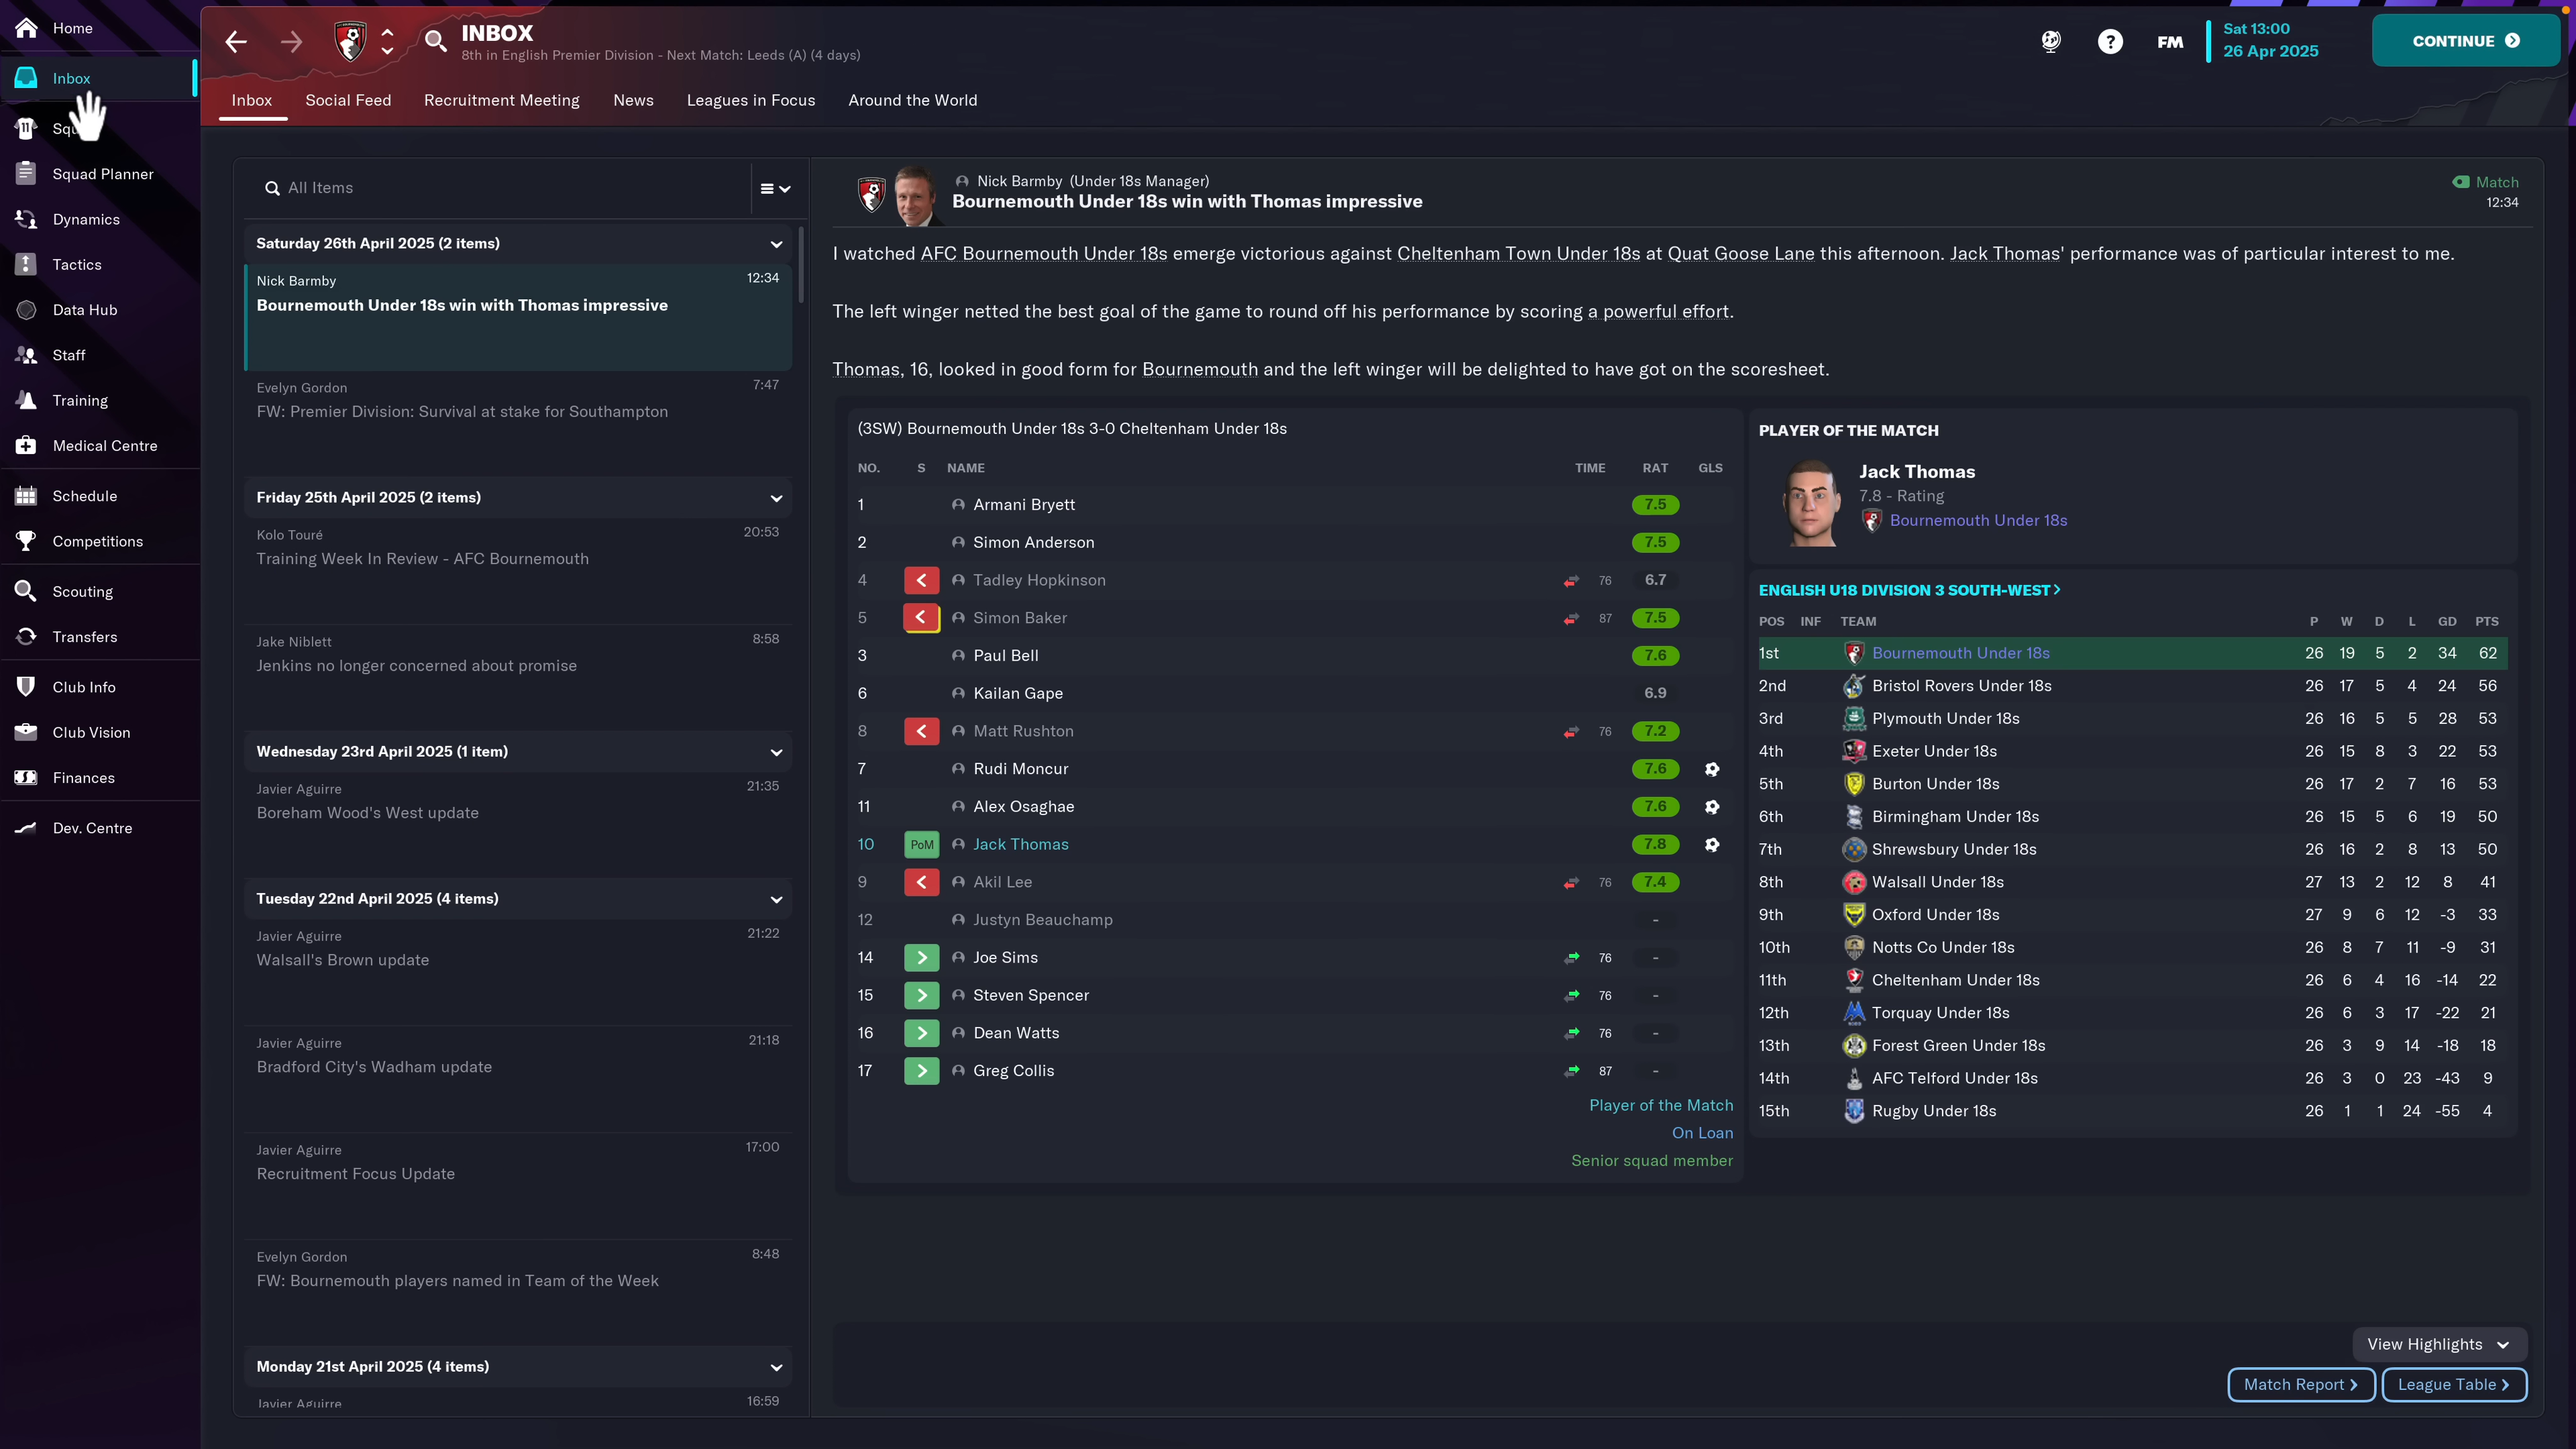 Home
Inbox
Squ
Squad Planner
Dynamics
Tactics
Data Hub
Staff
Training
Medical Centre
Schedule
Competitions
Scouting
Transfers
Club Info
Club Vision
Finances
Dev. Centre
INBOX
8th in English Premier Division - Next Match: Leeds (A) (4 days)
FM
Sat 13:00
26 Apr 2025
CONTINUE
Inbox Social Feed Recruitment Meeting News Leagues in Focus Around the World
All Items
Saturday 26th April 2025 (2 items)
Nick Barmby 12:34
Bournemouth Under 18s win with Thomas impressive
Evelyn Gordon 7:47
FW: Premier Division: Survival at stake for Southampton
Friday 25th April 2025 (2 items)
Kolo Touré 20:53
Training Week In Review - AFC Bournemouth
Jake Niblett 8:58
Jenkins no longer concerned about promise
Wednesday 23rd April 2025 (1 item)
Javier Aguirre 21:35
Boreham Wood's West update
Tuesday 22nd April 2025 (4 items)
Javier Aguirre 21:22
Walsall's Brown update
Javier Aguirre 21:18
Bradford City's Wadham update
Javier Aguirre 17:00
Recruitment Focus Update
Evelyn Gordon 8:48
FW: Bournemouth players named in Team of the Week
Monday 21st April 2025 (4 items)
Javier Aguirre 16:59
Nick Barmby (Under 18s Manager)
Bournemouth Under 18s win with Thomas impressive
Match
12:34
I watched AFC Bournemouth Under 18s emerge victorious against Cheltenham Town Under 18s at Quat Goose Lane this afternoon. Jack Thomas' performance was of particular interest to me.
The left winger netted the best goal of the game to round off his performance by scoring a powerful effort.
Thomas, 16, looked in good form for Bournemouth and the left winger will be delighted to have got on the scoresheet.
(3SW) Bournemouth Under 18s 3-0 Cheltenham Under 18s
NO. S NAME TIME RAT GLS
1 Armani Bryett 7.5
2 Simon Anderson 7.5
4 Tadley Hopkinson 76 6.7
5 Simon Baker 87 7.5
3 Paul Bell 7.6
6 Kailan Gape 6.9
8 Matt Rushton 76 7.2
7 Rudi Moncur 7.6
11 Alex Osaghae 7.6
10 PoM Jack Thomas 7.8
9 Akil Lee 76 7.4
12 Justyn Beauchamp -
14 Joe Sims 76 -
15 Steven Spencer 76 -
16 Dean Watts 76 -
17 Greg Collis 87 -
Player of the Match
On Loan
Senior squad member
PLAYER OF THE MATCH
Jack Thomas
7.8 - Rating
Bournemouth Under 18s
ENGLISH U18 DIVISION 3 SOUTH-WEST
POS INF TEAM P W D L GD PTS
1st Bournemouth Under 18s 26 19 5 2 34 62
2nd Bristol Rovers Under 18s 26 17 5 4 24 56
3rd Plymouth Under 18s 26 16 5 5 28 53
4th Exeter Under 18s 26 15 8 3 22 53
5th Burton Under 18s 26 17 2 7 16 53
6th Birmingham Under 18s 26 15 5 6 19 50
7th Shrewsbury Under 18s 26 16 2 8 13 50
8th Walsall Under 18s 27 13 2 12 8 41
9th Oxford Under 18s 27 9 6 12 -3 33
10th Notts Co Under 18s 26 8 7 11 -9 31
11th Cheltenham Under 18s 26 6 4 16 -14 22
12th Torquay Under 18s 26 6 3 17 -22 21
13th Forest Green Under 18s 26 3 9 14 -18 18
14th AFC Telford Under 18s 26 3 0 23 -43 9
15th Rugby Under 18s 26 1 1 24 -55 4
View Highlights
Match Report
League Table